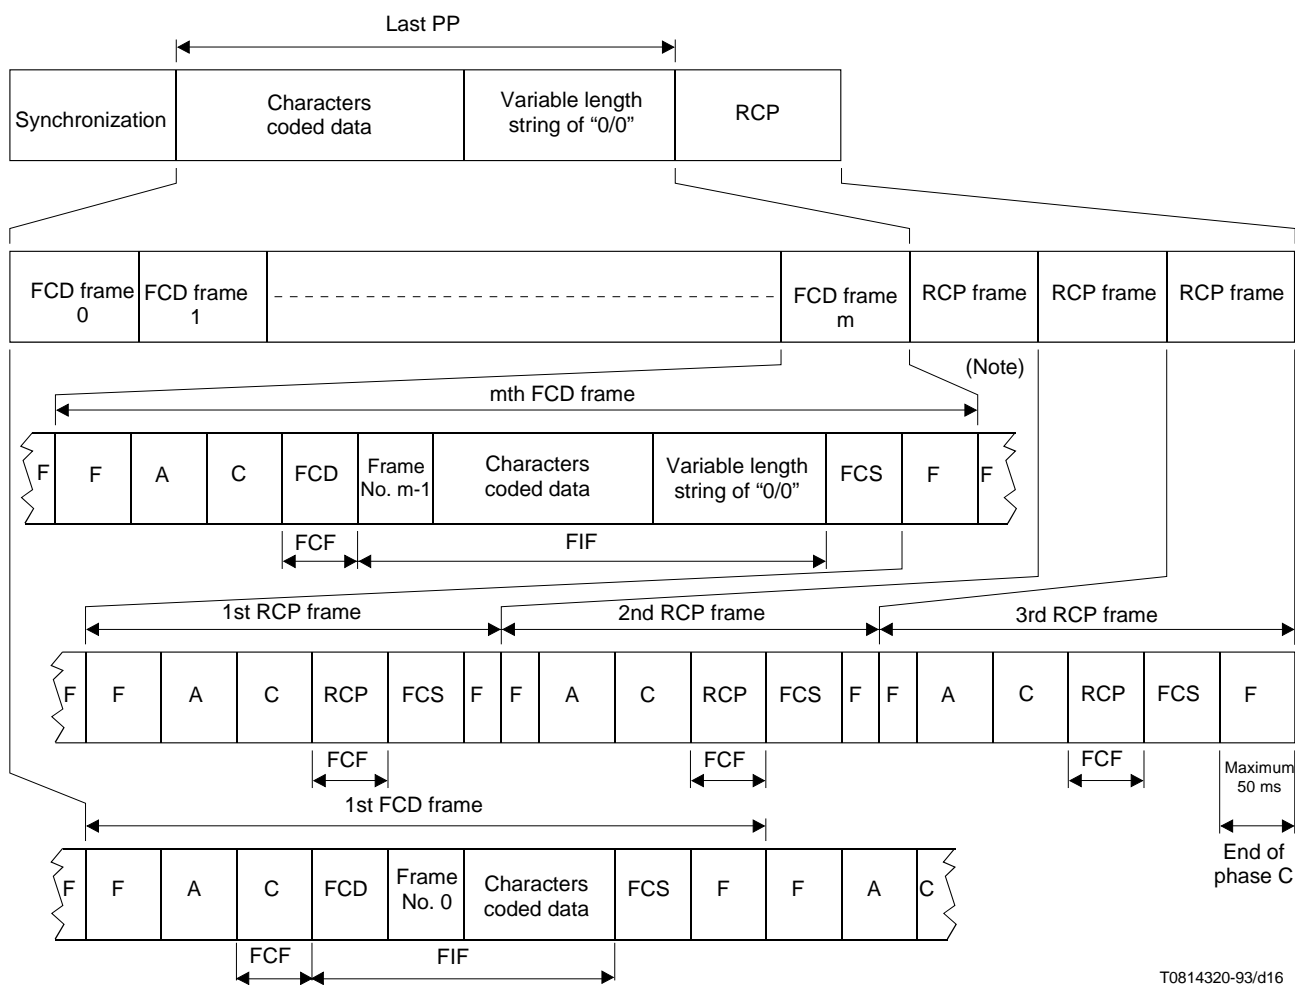 Last PP
Synchronization
Characters
coded data
Variable length
string of “0/0”
RCP
FCD frame
0
FCD frame
1
FCD frame
m
RCP frame
RCP frame
RCP frame
(Note)
mth FCD frame
F
F
A
C
FCD
Frame
No. m-1
Characters
coded data
Variable length
string of “0/0”
FCS
F
F
FCF
FIF
1st RCP frame
2nd RCP frame
3rd RCP frame
F
F
A
C
RCP
FCS
F
F
A
C
RCP
FCS
F
F
A
C
RCP
FCS
F
FCF
FCF
FCF
Maximum
50 ms
End of
phase C
1st FCD frame
F
F
A
C
FCD
Frame
No. 0
Characters
coded data
FCS
F
F
A
C
FCF
FIF
T0814320-93/d16